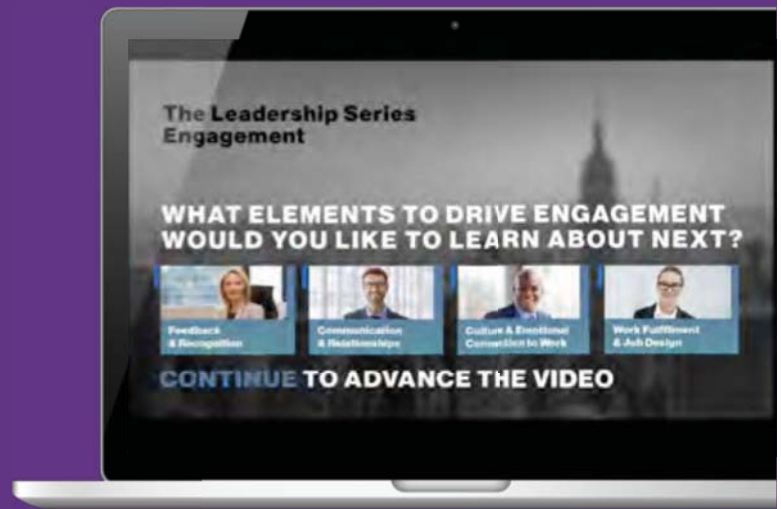 The Leadership Series
Engagement
WHAT ELEMENTS TO DRIVE ENGAGEMENT
WOULD YOU LIKE TO LEARN ABOUT NEXT?
Feedback
& Recognition
Communication
& Relationships
Culture & Emotional
Connection to Work
Work Fulfillment
& Job Design
CONTINUE TO ADVANCE THE VIDEO